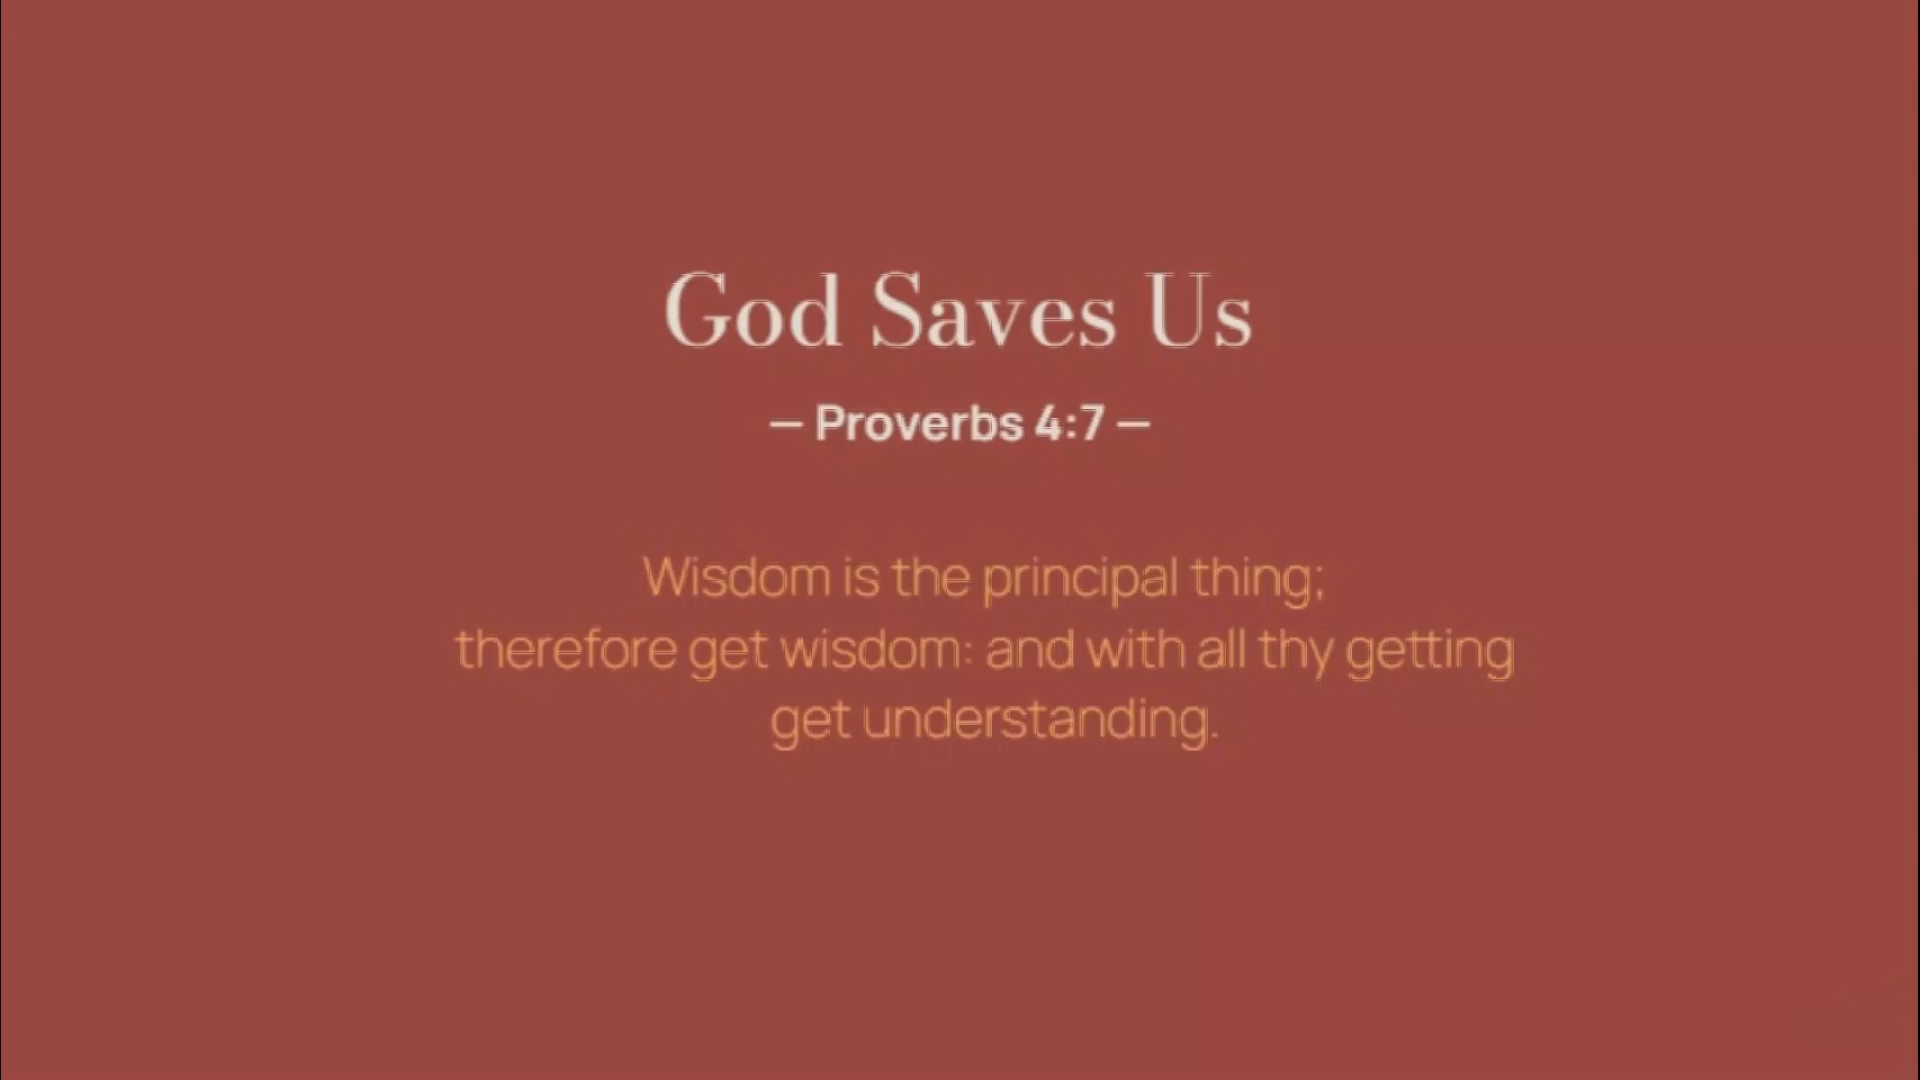 God Saves Us
— Proverbs 4:7 —
Wisdom is the principal thing;
therefore get wisdom: and with all thy getting
get understanding.